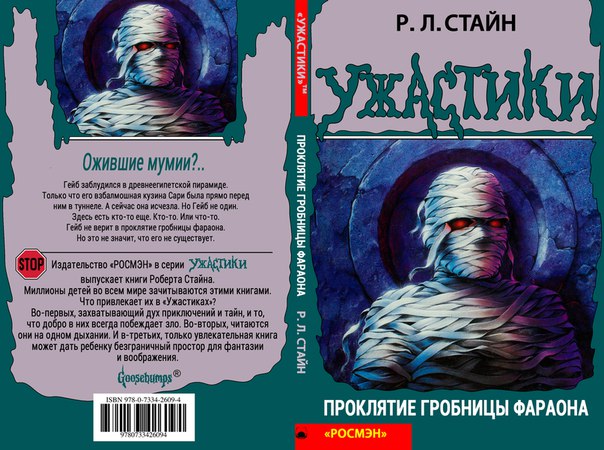 Ожившие мумии?..
Гейб заблудился в древнеегипетской пирамиде.
Только что его взбалмошная кузина Сари была прямо перед
ним в туннеле. А сейчас она исчезла. Но Гейб не один.
Здесь есть кто-то еще. Кто-то. Или что-то.
Гейб не верит в проклятие гробницы фараона.
Но это не значит, что его не существует.
STOP
Издательство «РОСМЭН» в серии УЖАСТИКИ
выпускает книги Роберта Стайна.
Миллионы детей во всем мире зачитываются этими книгами.
Что привлекает их в «Ужастиках»?
Во-первых, захватывающий дух приключений и тайн, и то,
что добро в них всегда побеждает зло. Во-вторых, читаются
они на одном дыхании. И в-третьих, только увлекательная книга
может дать ребенку безграничный простор для фантазии
и воображения.
Goosebumps®
ISBN 978-0-7334-2609-4
9780733426094
«УЖАСТИКИ»™
ПРОКЛЯТИЕ ГРОБНИЦЫ ФАРАОНА
Р. Л. СТАЙН
Р. Л. СТАЙН
УЖАСТИКИ
ПРОКЛЯТИЕ ГРОБНИЦЫ ФАРАОНА
«РОСМЭН»